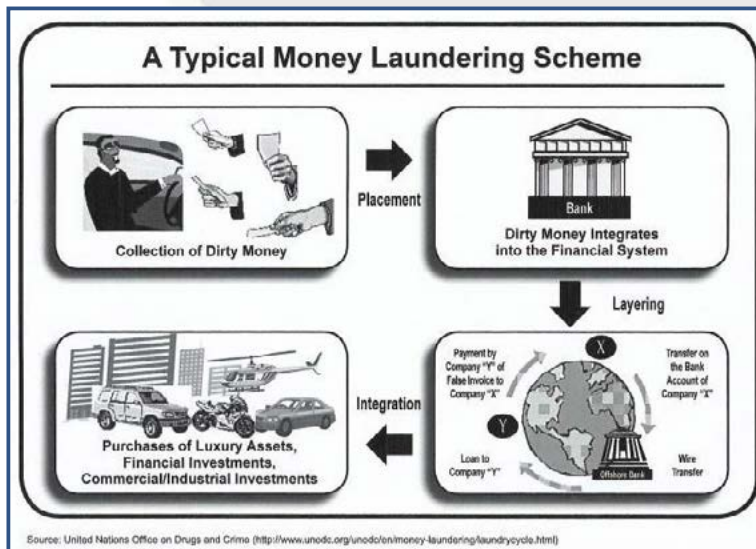 A Typical Money Laundering Scheme
Collection of Dirty Money
Placement
Bank
Dirty Money Integrates
into the Financial System
Layering
Payment by
Company "Y" of
False Invoice to
Company "X"
X
Transfer on
the Bank
Account of
Company "X"
Y
Loan to
Company "Y"
Offshore Bank
Wire
Transfer
Integration
Purchases of Luxury Assets,
Financial Investments,
Commercial/Industrial Investments
Source: United Nations Office on Drugs and Crime (http://www.unodc.org/unodc/en/money-laundering/laundrycycle.html)